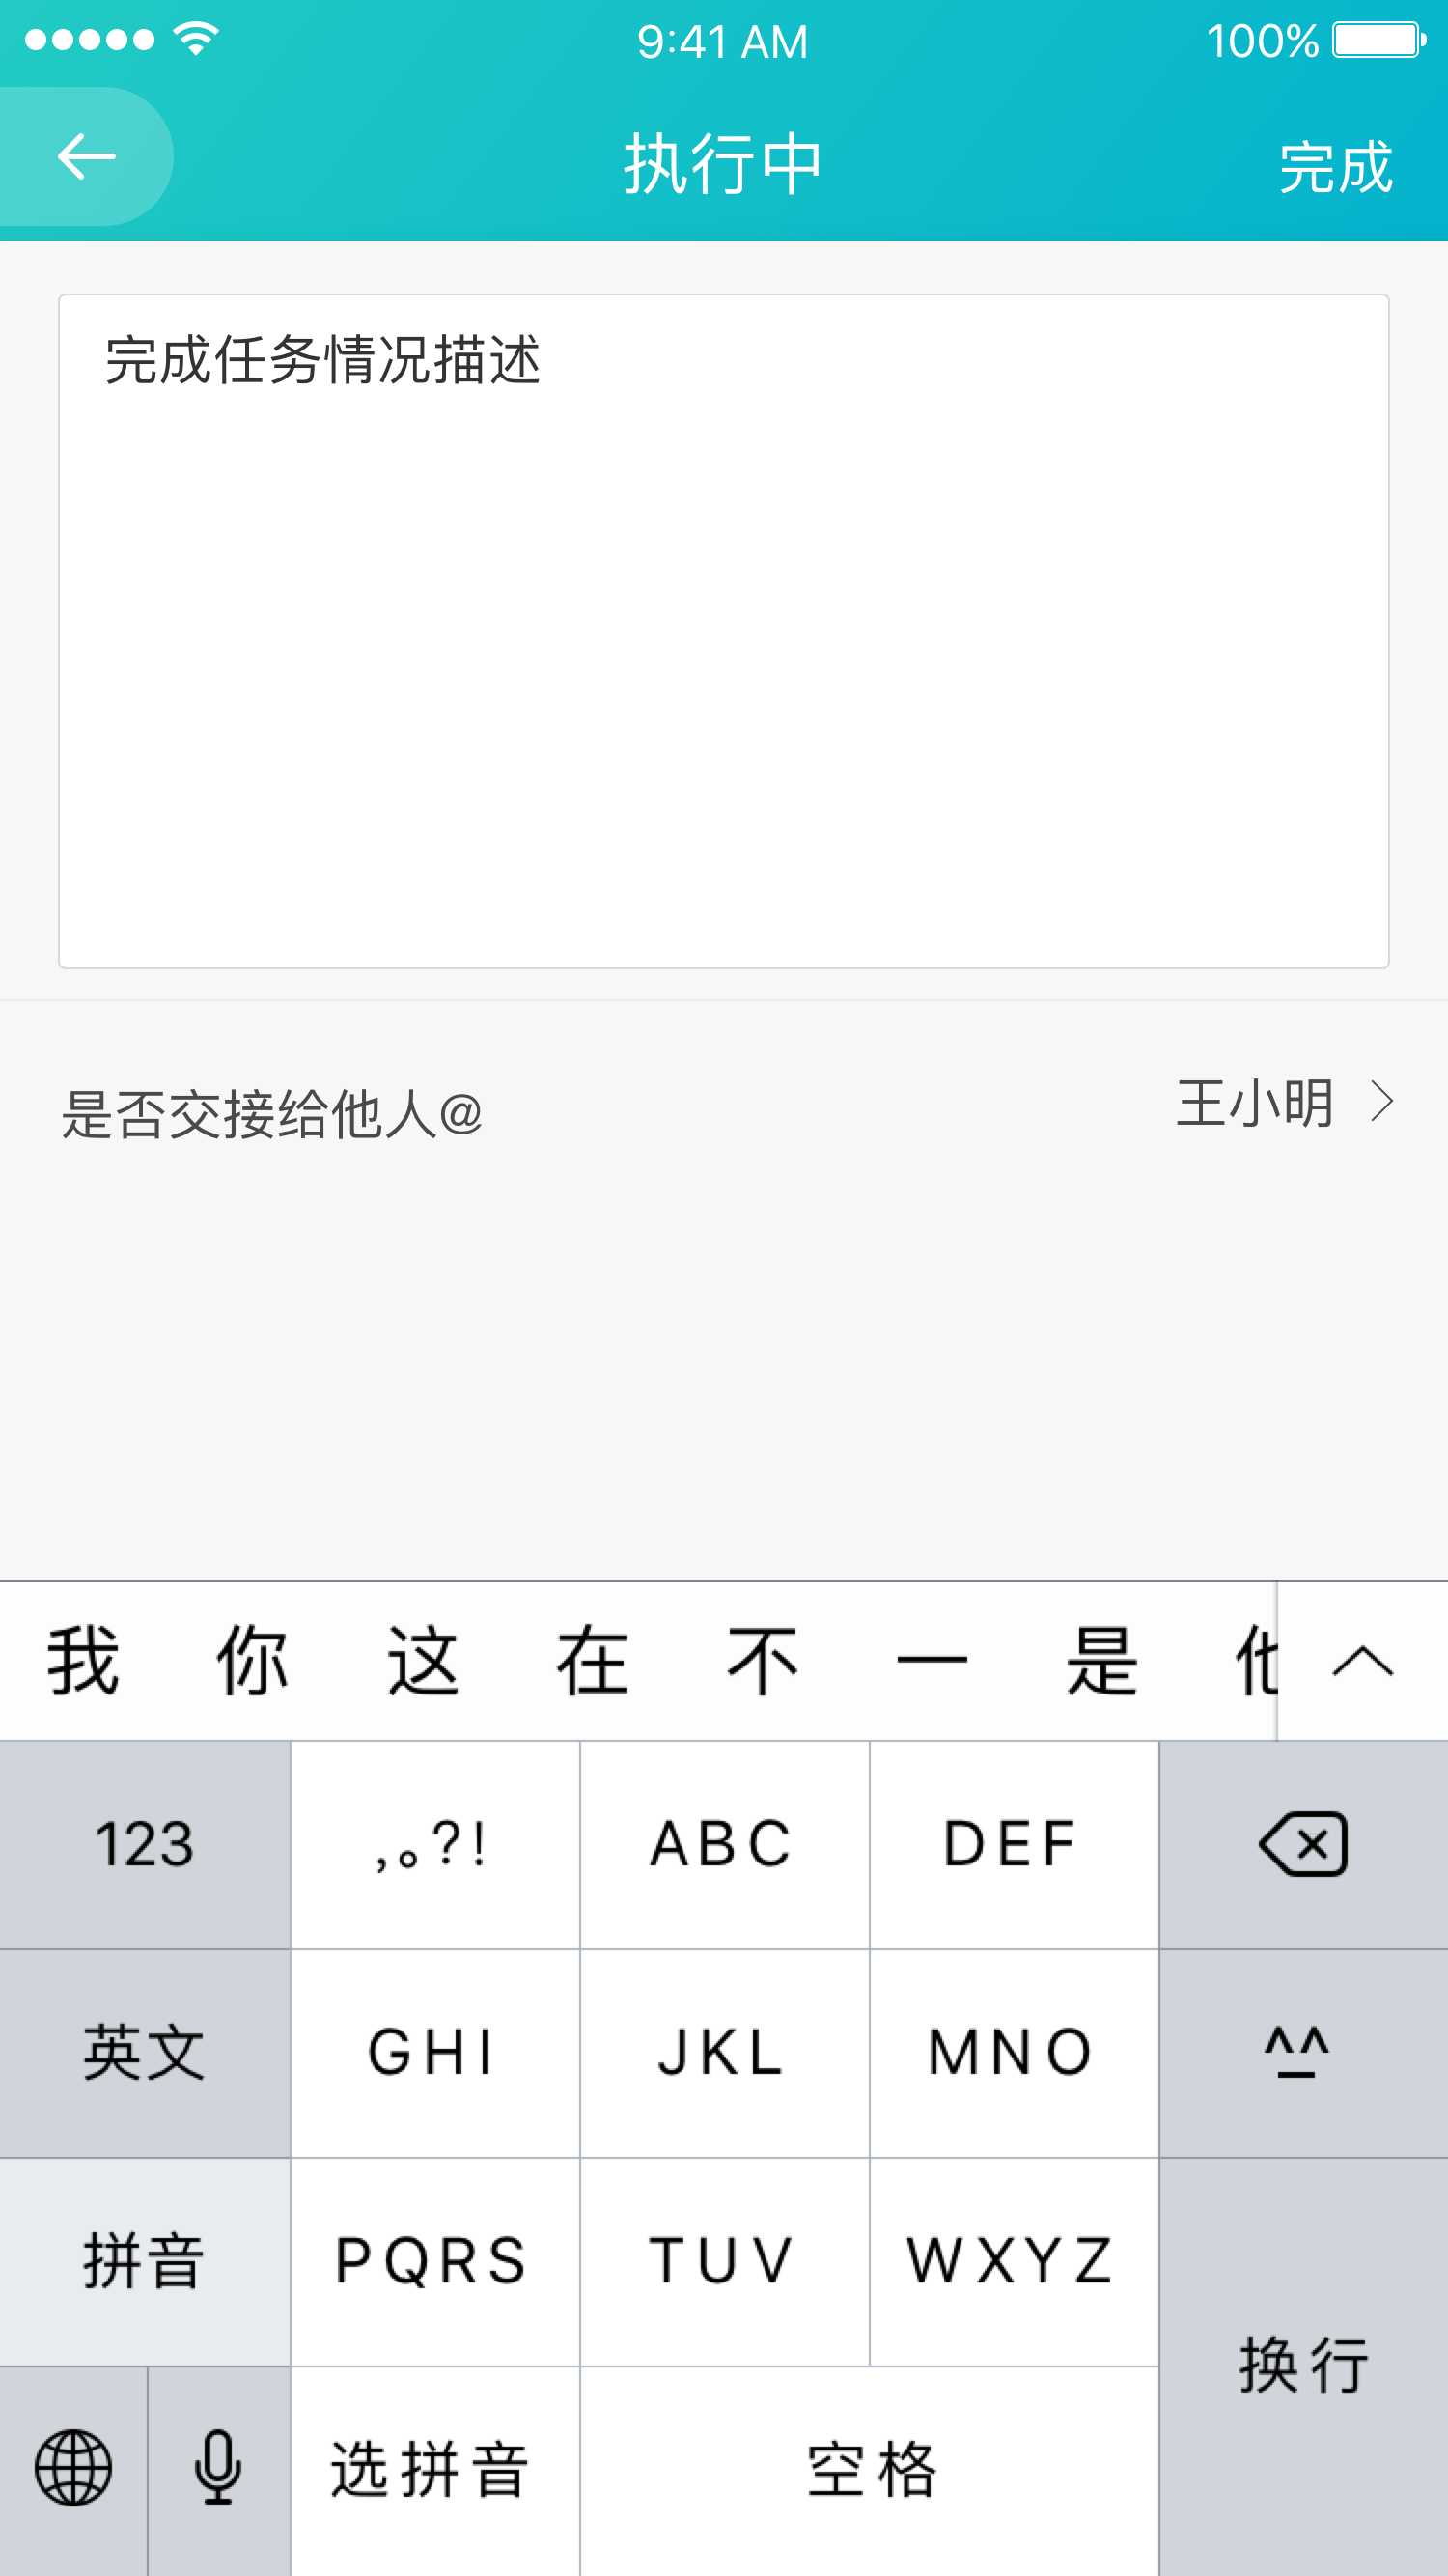 9:41 AM 100%
执行中 完成
完成任务情况描述
是否交接给他人@ 王小明
我 你 这 在 不 一 是 他
123 ,。?! ABC DEF
英文 GHI JKL MNO ^_^
拼音 PQRS TUV WXYZ
换行
选拼音 空格